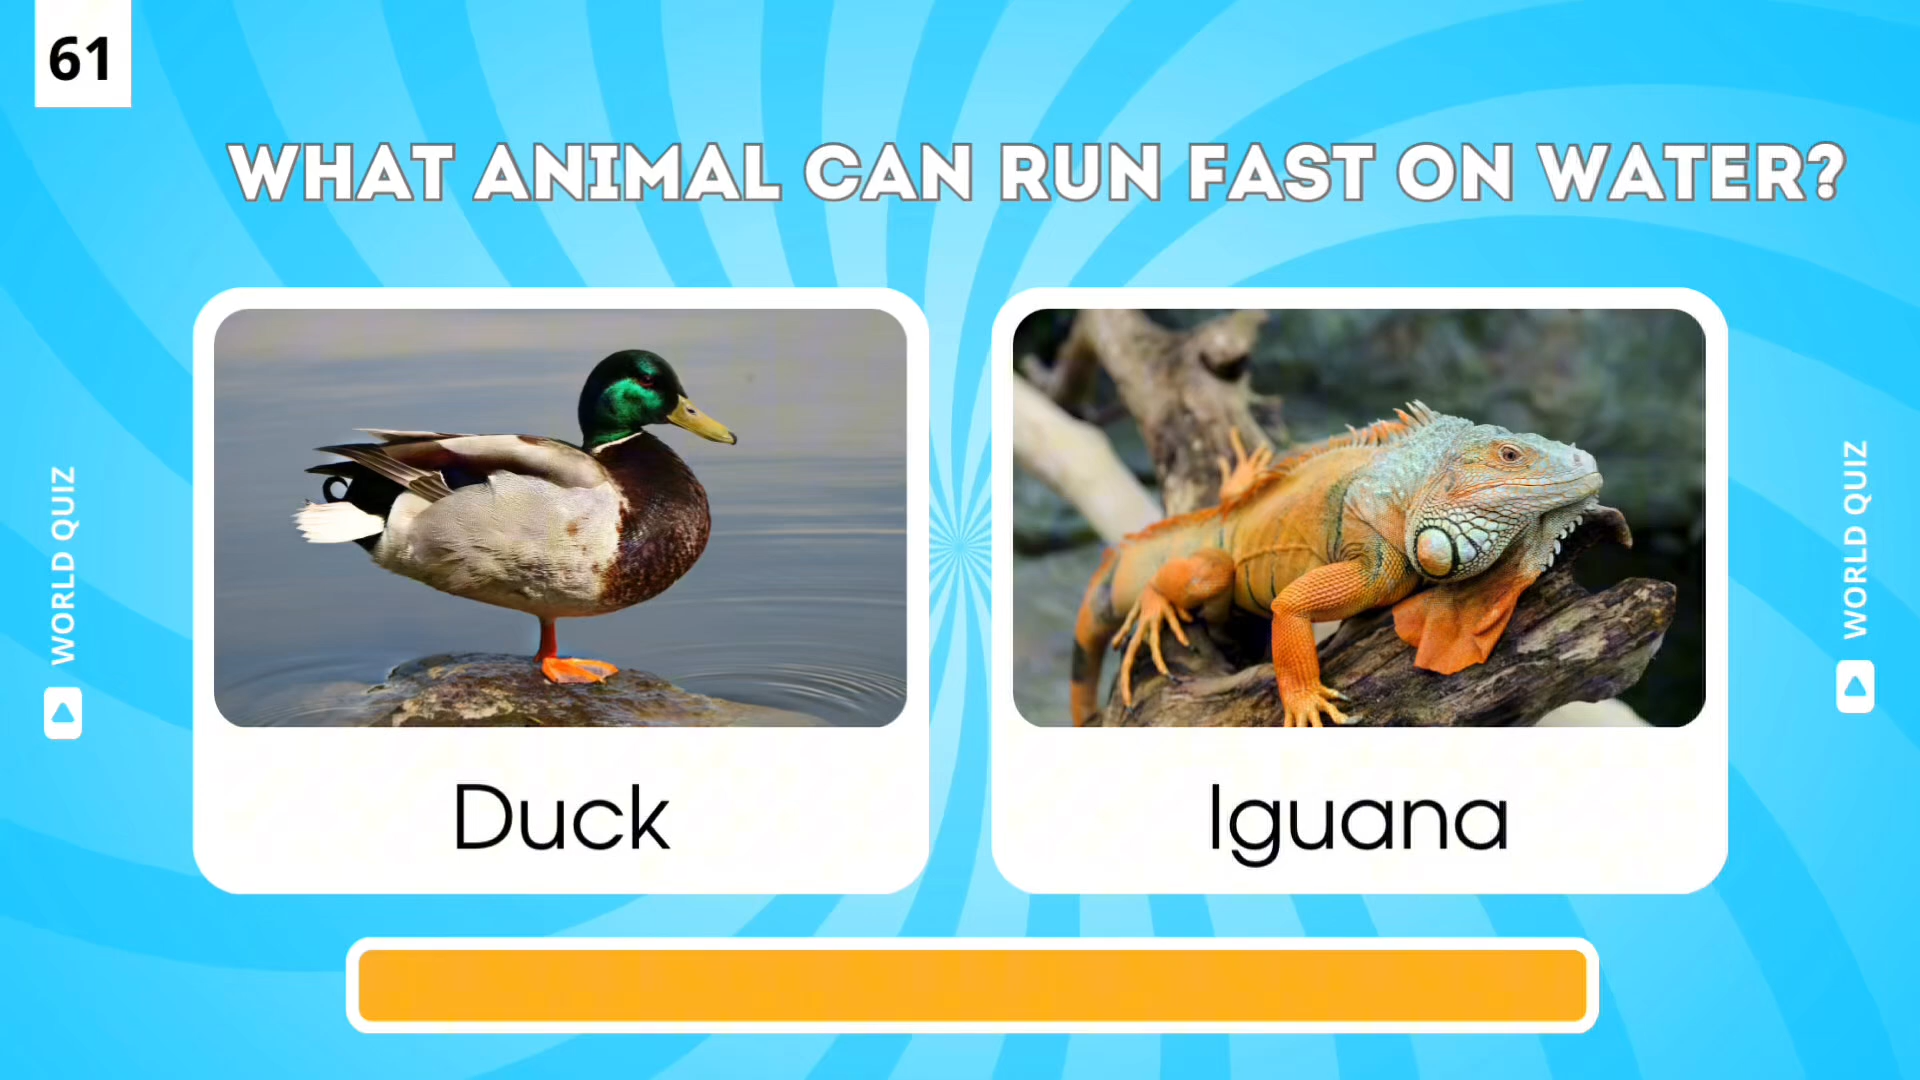 61
WHAT ANIMAL CAN RUN FAST ON WATER?
WORLD QUIZ
WORLD QUIZ
Duck
Iguana